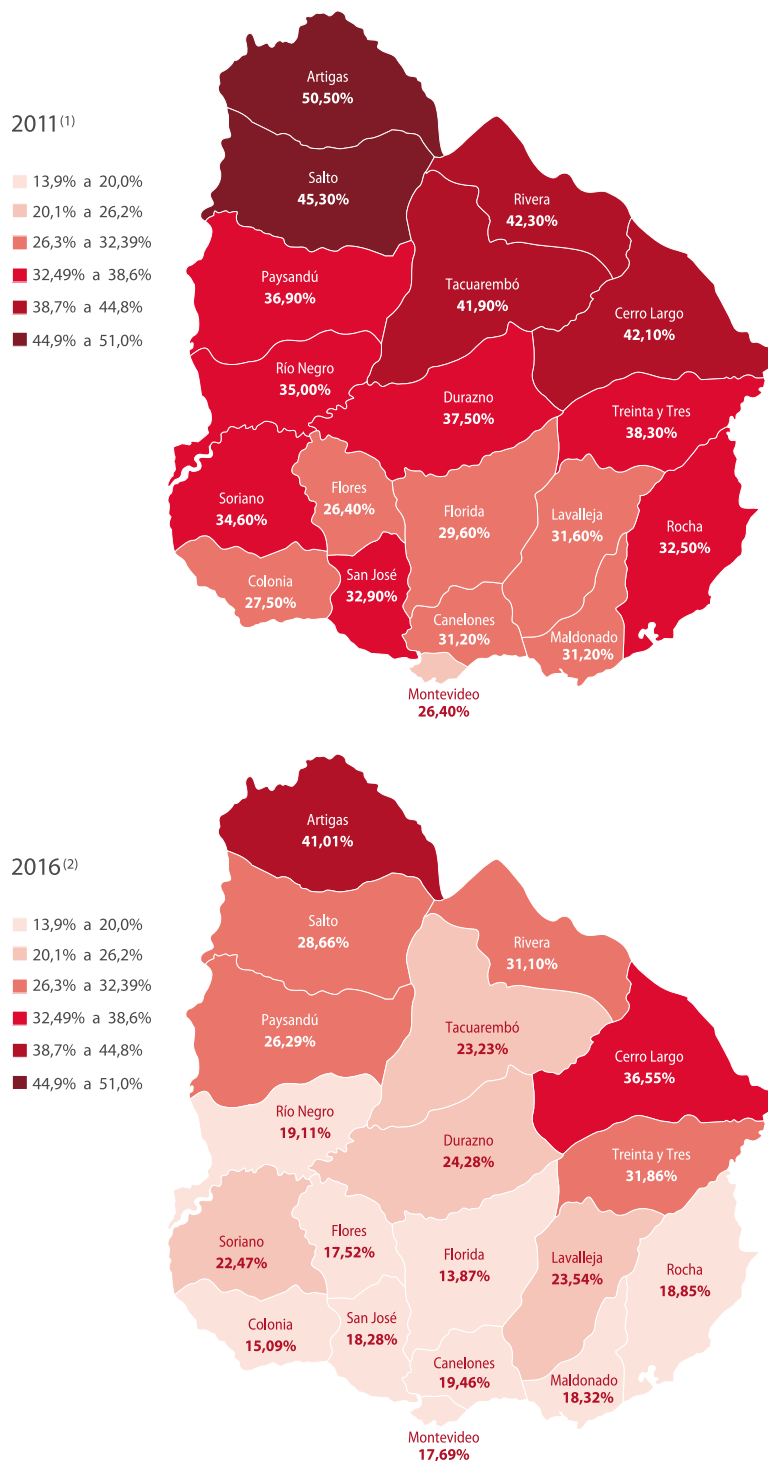 Artigas
50,50%
2011(1)
13,9% a 20,0%
20,1% a 26,2%
26,3% a 32,39%
32,49% a 38,6%
38,7% a 44,8%
44,9% a 51,0%
Salto
45,30%
Rivera
42,30%
Paysandú
36,90%
Tacuarembó
41,90%
Cerro Largo
42,10%
Río Negro
35,00%
Durazno
37,50%
Treinta y Tres
38,30%
Soriano
34,60%
Flores
26,40%
Florida
29,60%
Lavalleja
31,60%
Rocha
32,50%
Colonia
27,50%
San José
32,90%
Canelones
31,20%
Maldonado
31,20%
Montevideo
26,40%
Artigas
41,01%
2016(2)
13,9% a 20,0%
20,1% a 26,2%
26,3% a 32,39%
32,49% a 38,6%
38,7% a 44,8%
44,9% a 51,0%
Salto
28,66%
Rivera
31,10%
Paysandú
26,29%
Tacuarembó
23,23%
Cerro Largo
36,55%
Río Negro
19,11%
Durazno
24,28%
Treinta y Tres
31,86%
Soriano
22,47%
Flores
17,52%
Florida
13,87%
Lavalleja
23,54%
Rocha
18,85%
Colonia
15,09%
San José
18,28%
Canelones
19,46%
Maldonado
18,32%
Montevideo
17,69%